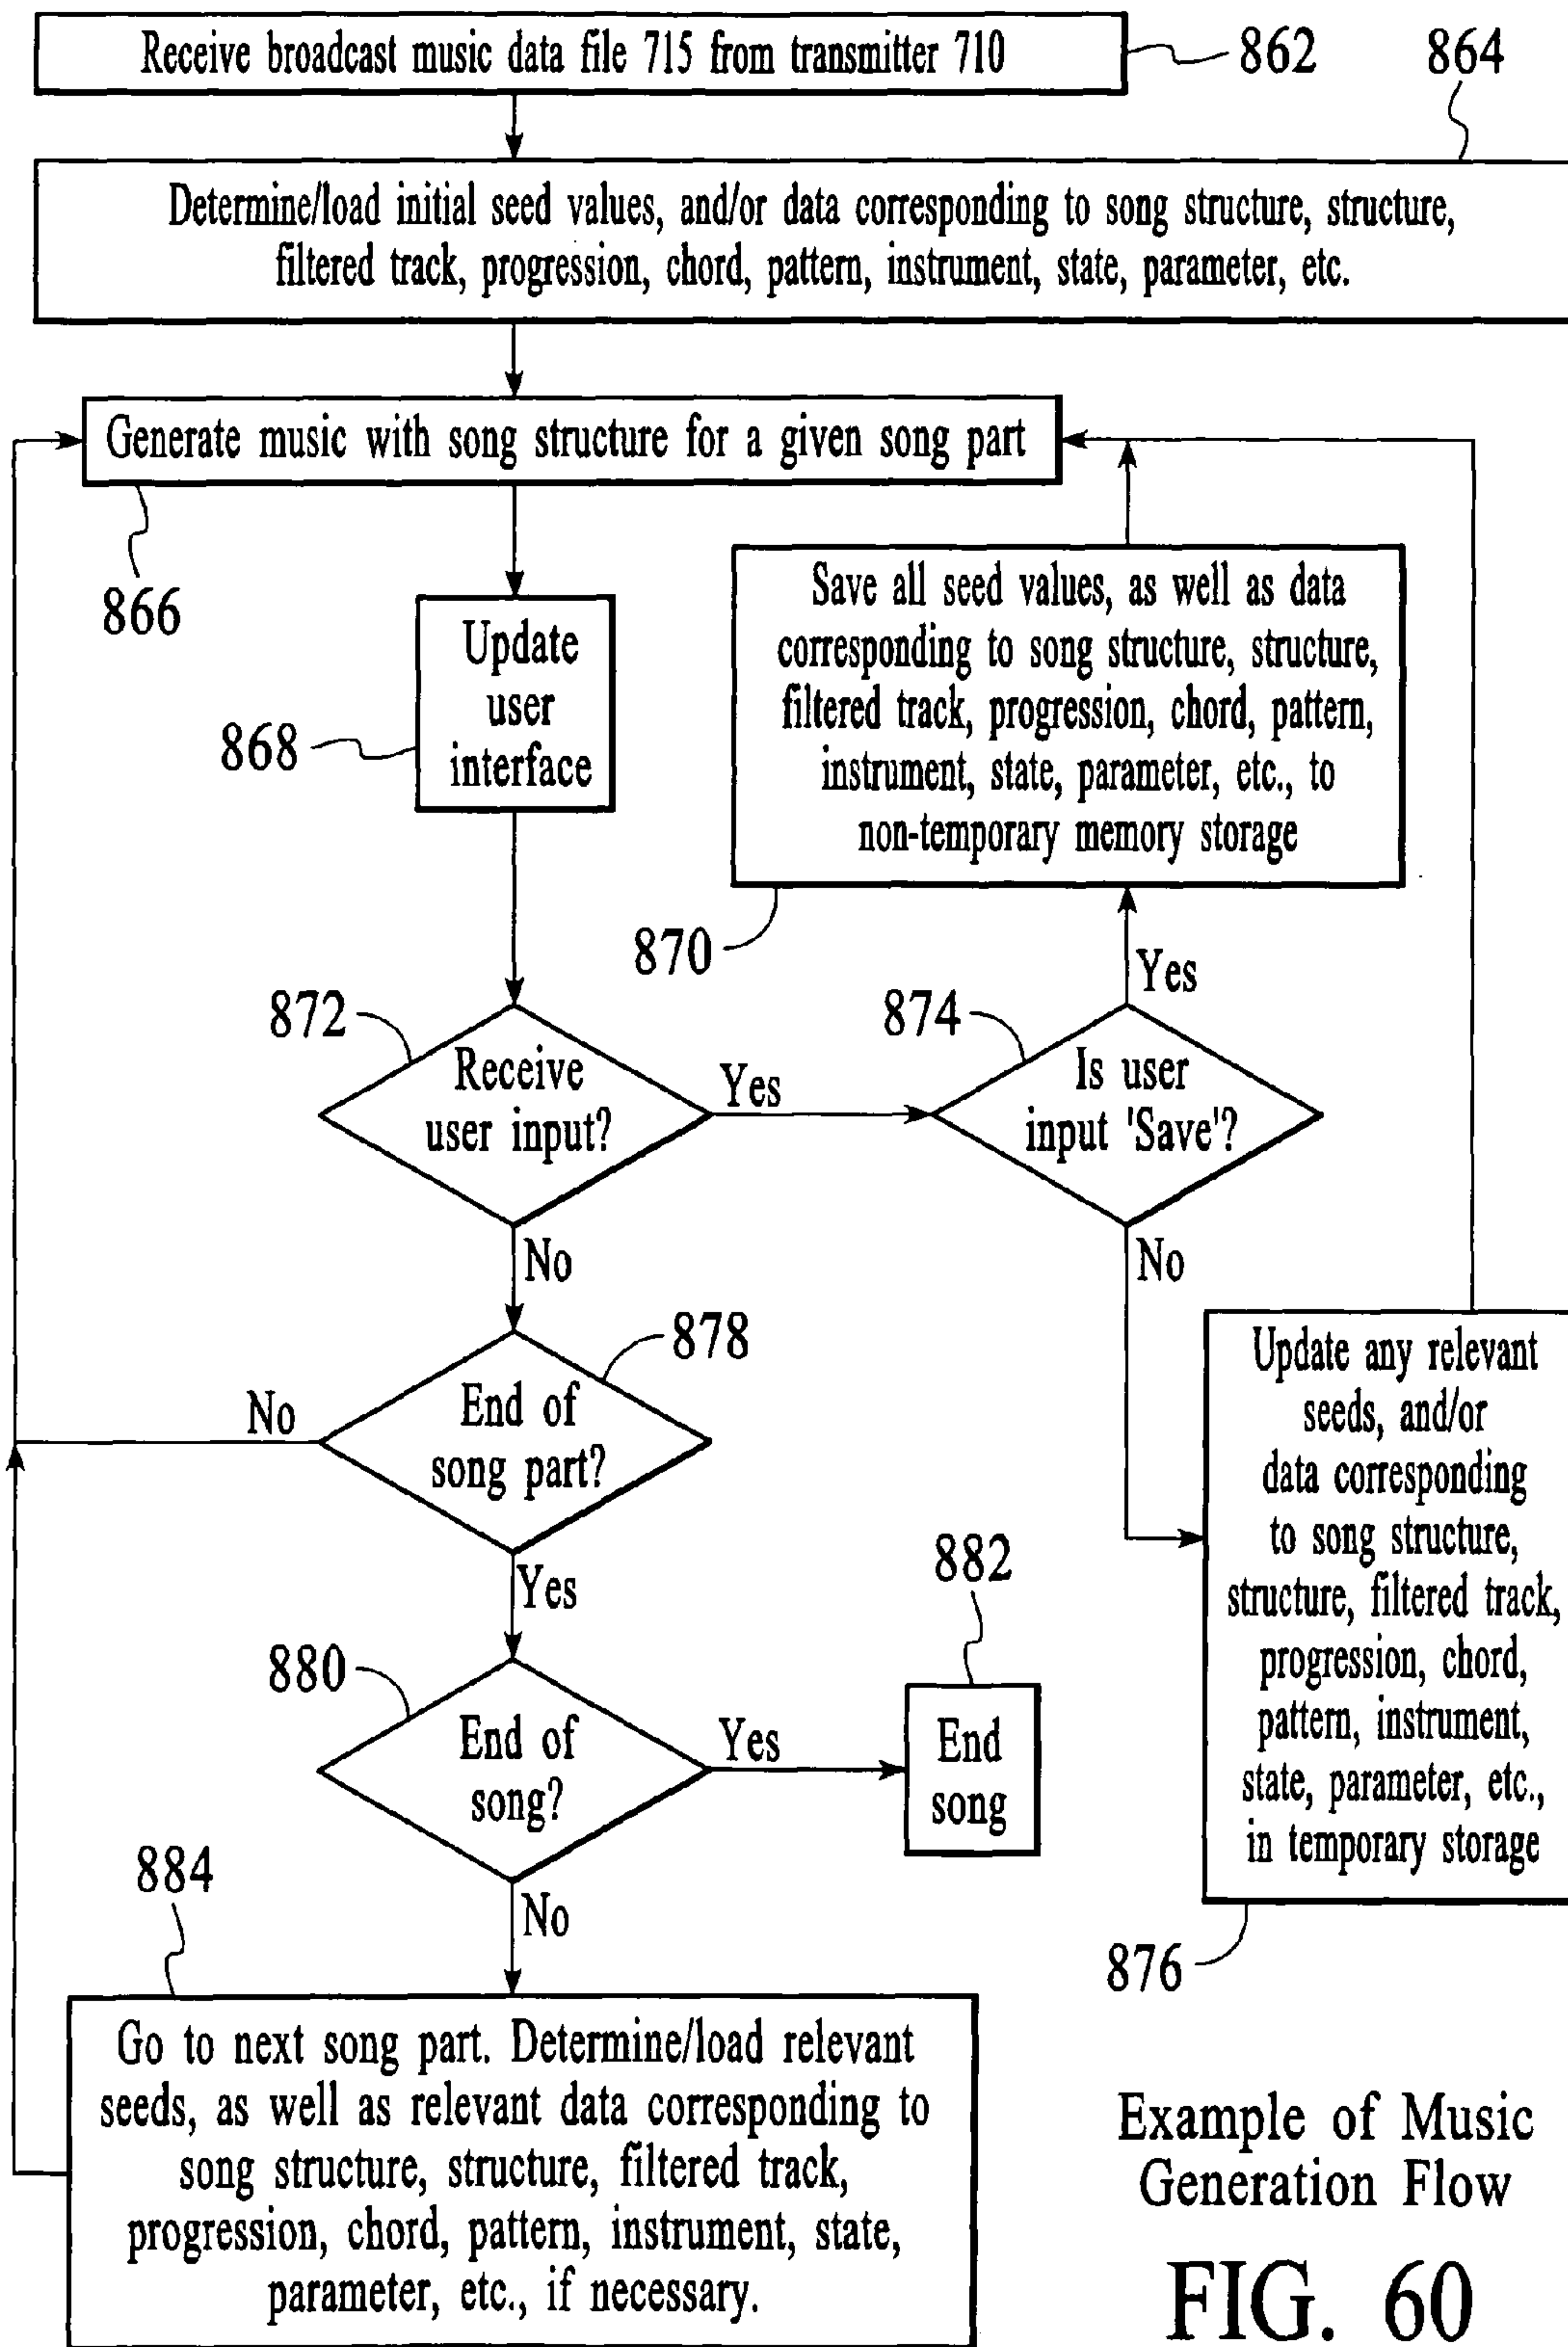 Receive broadcast music data file 715 from transmitter 710
862
864
Determine/load initial seed values, and/or data corresponding to song structure, structure,
filtered track, progression, chord, pattern, instrument, state, parameter, etc.
Generate music with song structure for a given song part
866
Update
user
interface
868
Save all seed values, as well as data
corresponding to song structure, structure,
filtered track, progression, chord, pattern,
instrument, state, parameter, etc., to
non-temporary memory storage
870
Yes
872
Receive
user input?
Yes
874
Is user
input 'Save'?
No
No
878
End of
song part?
No
Yes
Update any relevant
seeds, and/or
data corresponding
to song structure,
structure, filtered track,
progression, chord,
pattern, instrument,
state, parameter, etc.,
in temporary storage
876
880
End of
song?
Yes
882
End
song
No
884
Go to next song part. Determine/load relevant
seeds, as well as relevant data corresponding to
song structure, structure, filtered track,
progression, chord, pattern, instrument, state,
parameter, etc., if necessary.
Example of Music
Generation Flow
FIG. 60